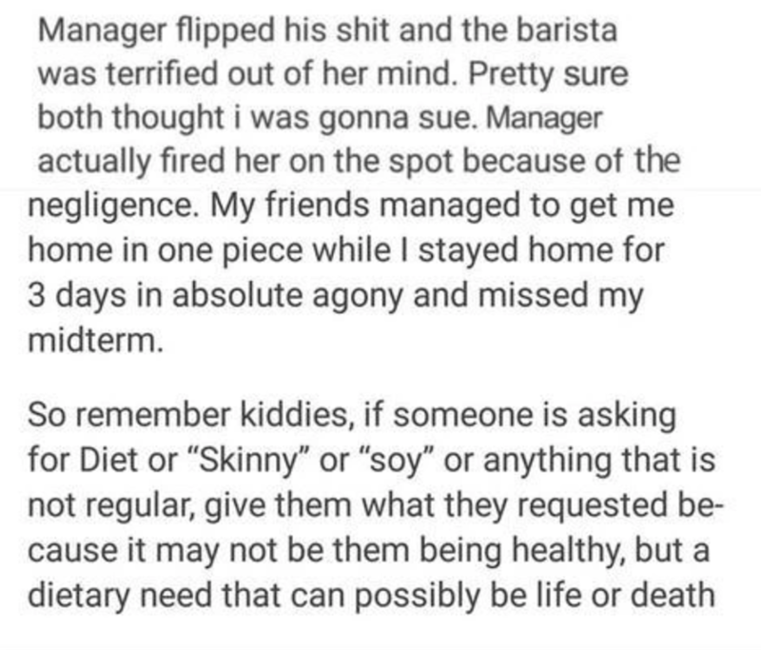 Manager flipped his shit and the barista
was terrified out of her mind. Pretty sure
both thought i was gonna sue. Manager
actually fired her on the spot because of the
negligence. My friends managed to get me
home in one piece while I stayed home for
3 days in absolute agony and missed my
midterm.
So remember kiddies, if someone is asking
for Diet or “Skinny” or “soy” or anything that is
not regular, give them what they requested be-
cause it may not be them being healthy, but a
dietary need that can possibly be life or death